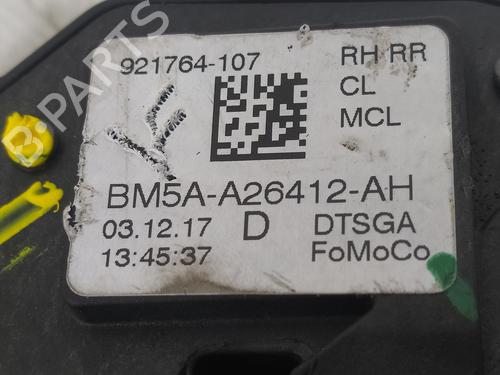 921764-107 RH RR
CL
MCL
BM5A-A26412-AH
03.12.17 D DTSGA
13:45:37 FoMoCo
B-PARTS